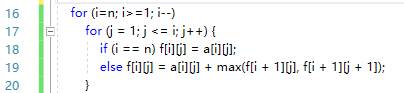 16 for (i=n; i>=1; i--)
17 for (j = 1; j <= i; j++) {
18 if (i == n) f[i][j] = a[i][j];
19 else f[i][j] = a[i][j] + max(f[i + 1][j], f[i + 1][j + 1]);
20 }